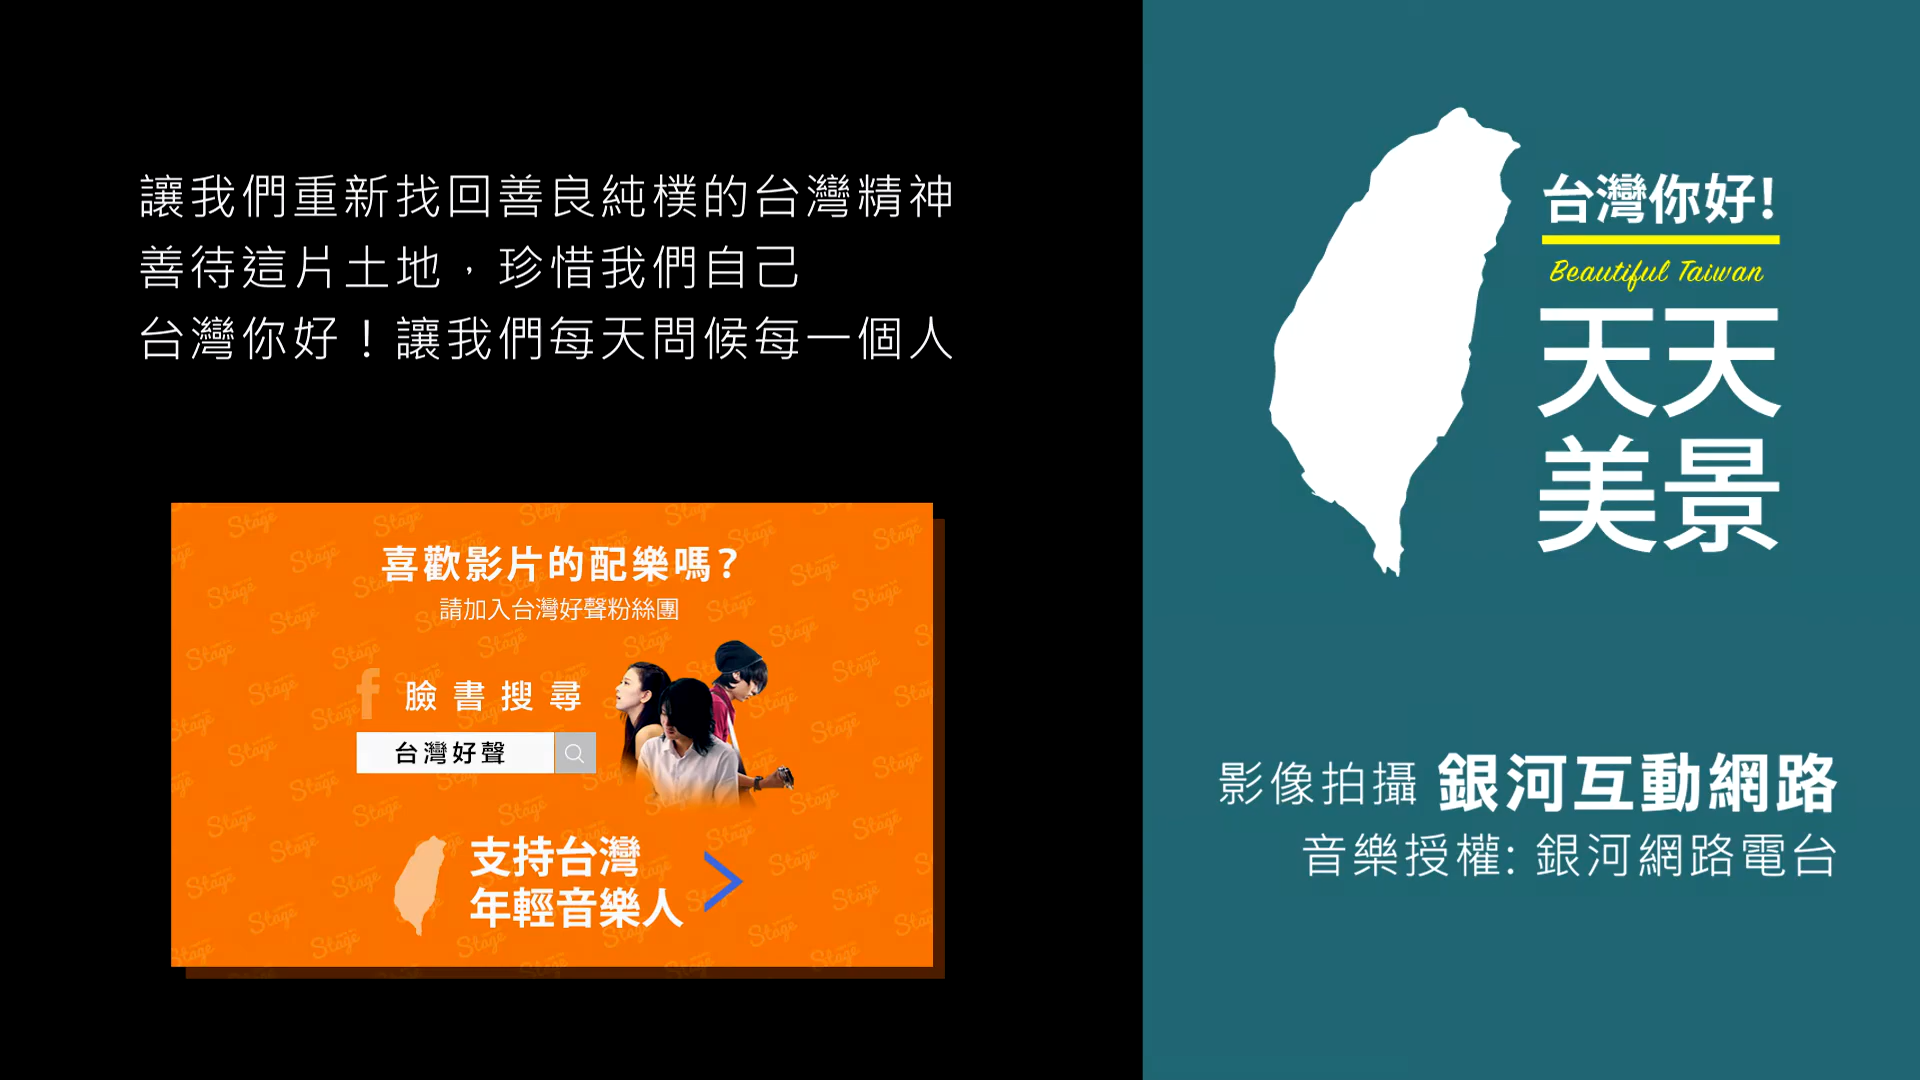 讓我們重新找回善良純樸的台灣精神
善待這片土地，珍惜我們自己
台灣你好！讓我們每天問候每一個人
喜歡影片的配樂嗎？
請加入台灣好聲粉絲團
f 臉書搜尋
台灣好聲
支持台灣
年輕音樂人
台灣你好!
Beautiful Taiwan
天天
美景
影像拍攝 銀河互動網路
音樂授權: 銀河網路電台
Stage